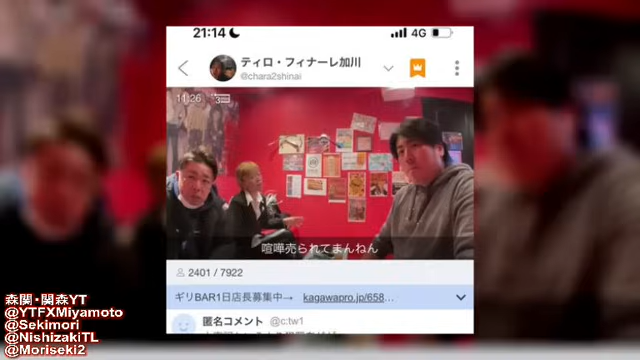 21:14
4G
ティロ・フィナーレ加川
@chara2shinai
11:26
喧嘩売られてまんねん
2401 / 7922
ギリBAR1日店長募集中→ kagawapro.jp/658...
匿名コメント @c:tw1
森関・関森YT
@YTFXMiyamoto
@Sekimori
@NishizakiTL
@Moriseki2